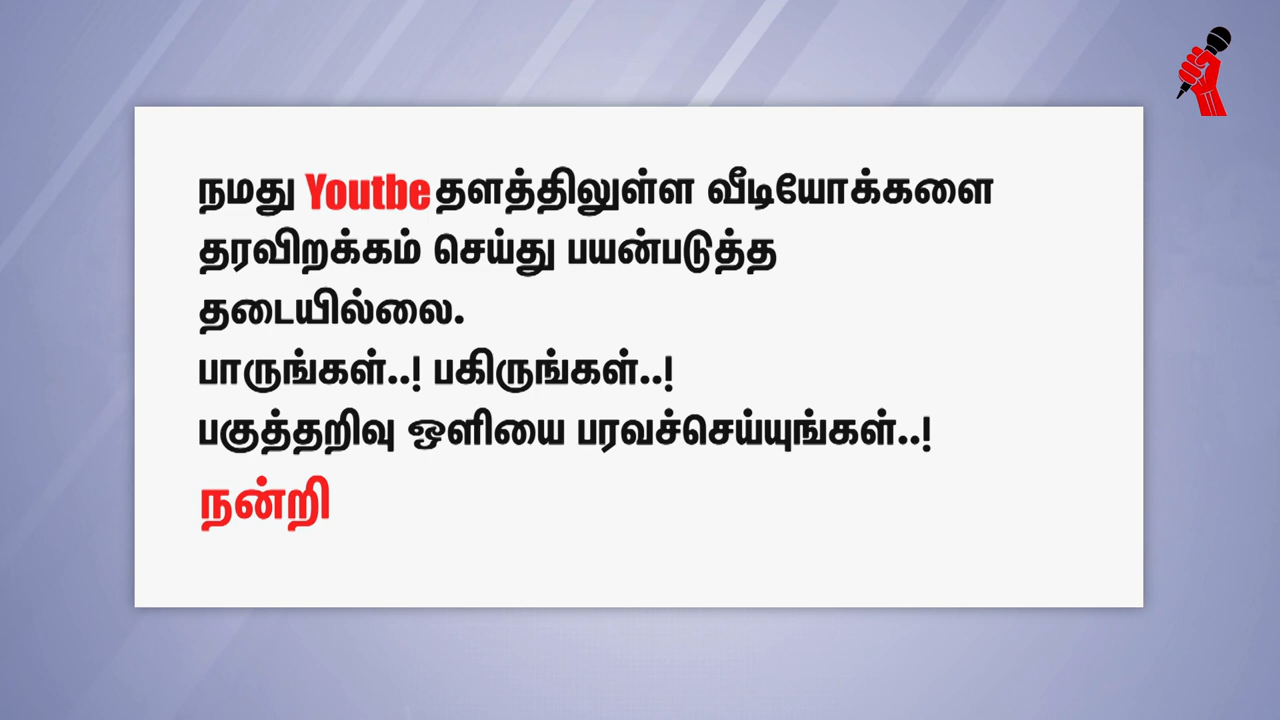 நமது Youtbe தளத்திலுள்ள வீடியோக்களை
தரவிறக்கம் செய்து பயன்படுத்த
தடையில்லை.
பாருங்கள்..! பகிருங்கள்..!
பகுத்தறிவு ஒளியை பரவச்செய்யுங்கள்..!
நன்றி